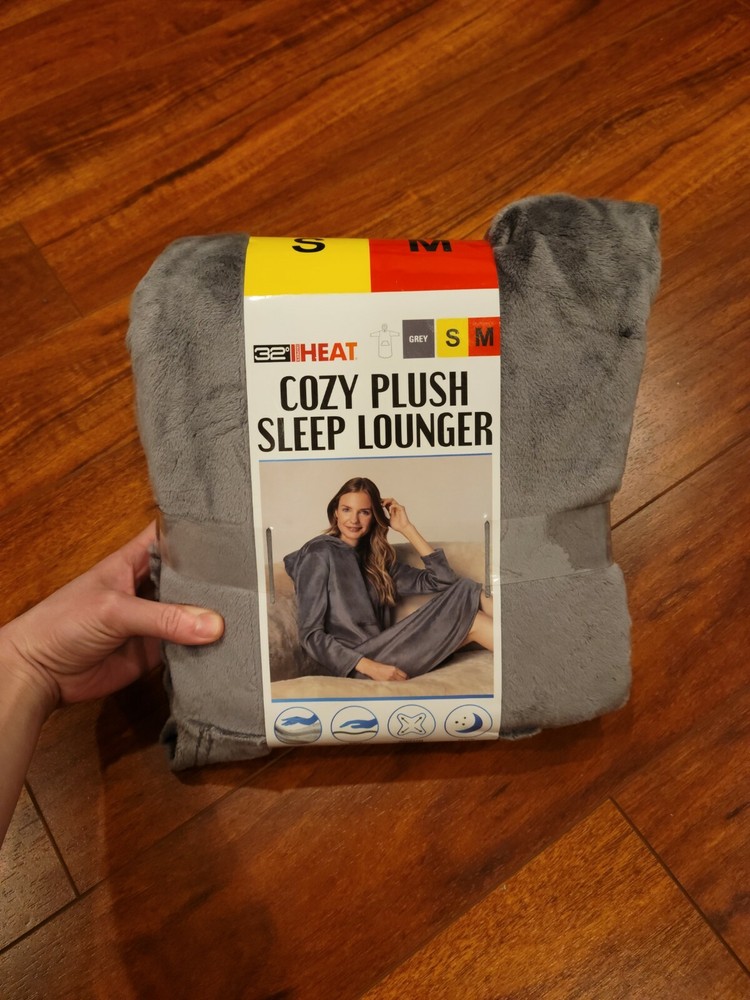 S M
32° HEAT GREY S M
COZY PLUSH
SLEEP LOUNGER